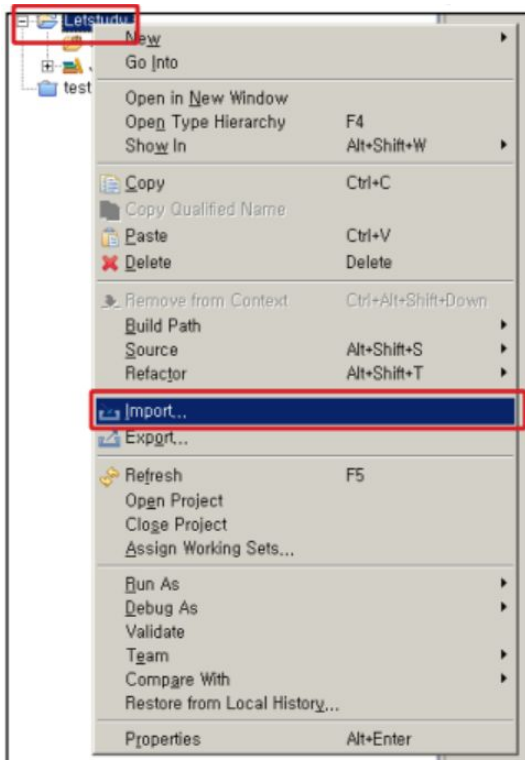 Letstudy
New
Go Into
test
Open in New Window
Open Type Hierarchy F4
Show In Alt+Shift+W
Copy Ctrl+C
Copy Qualified Name
Paste Ctrl+V
Delete Delete
Remove from Context Ctrl+Alt+Shift+Down
Build Path
Source Alt+Shift+S
Refactor Alt+Shift+T
Import...
Export...
Refresh F5
Open Project
Close Project
Assign Working Sets...
Run As
Debug As
Validate
Team
Compare With
Restore from Local History...
Properties Alt+Enter